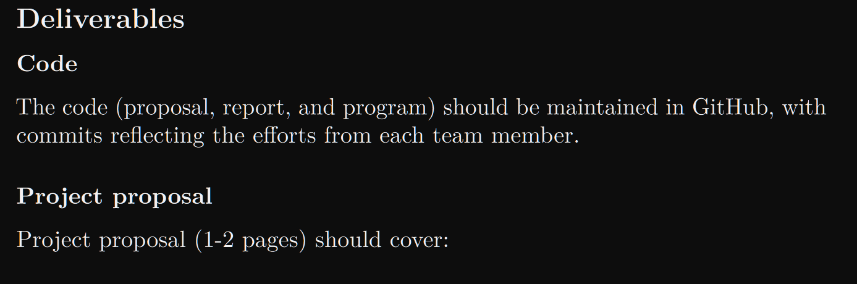 Deliverables
Code
The code (proposal, report, and program) should be maintained in GitHub, with
commits reflecting the efforts from each team member.
Project proposal
Project proposal (1-2 pages) should cover: